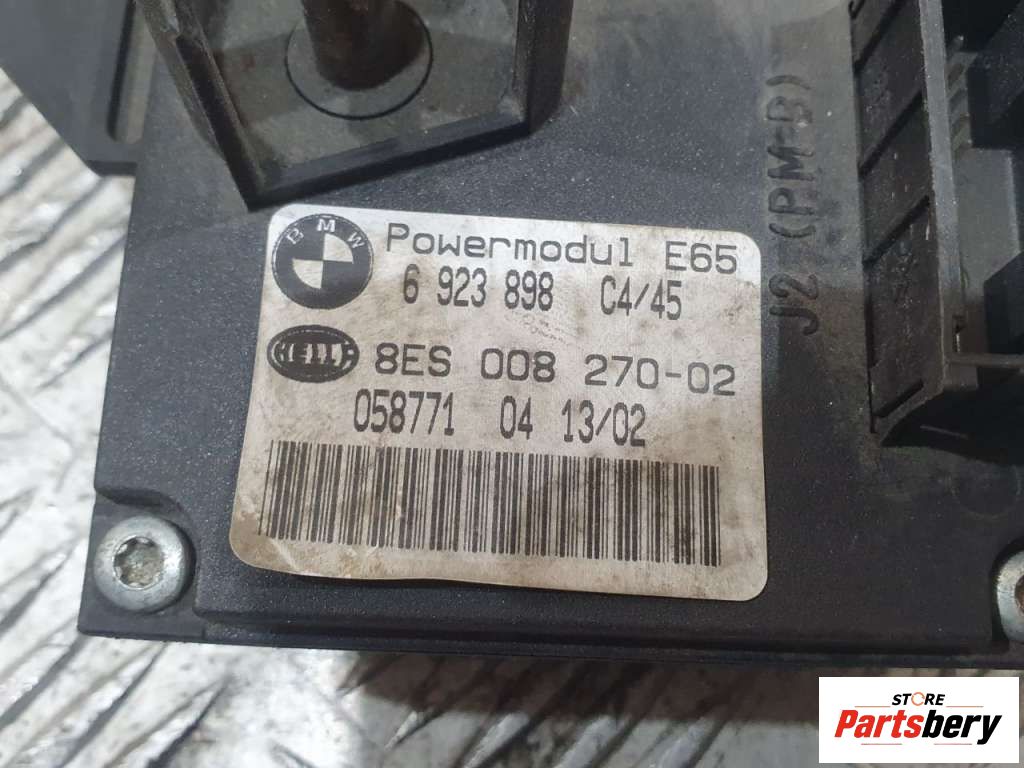 BMW
Powermodul E65
6 923 898 C4/45
8ES 008 270-02
058771 04 13/02
J2 (PM-B)
STORE
Partsbery